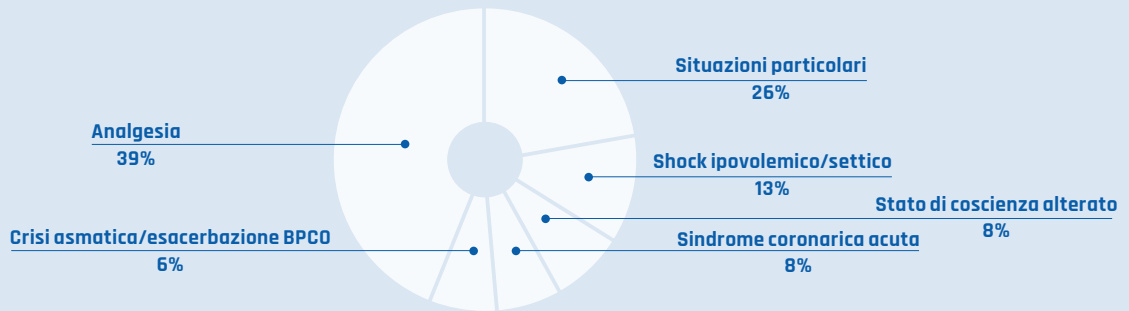 Situazioni particolari
26%
Analgesia
39%
Shock ipovolemico/settico
13%
Stato di coscienza alterato
8%
Crisi asmatica/esacerbazione BPCO
6%
Sindrome coronarica acuta
8%